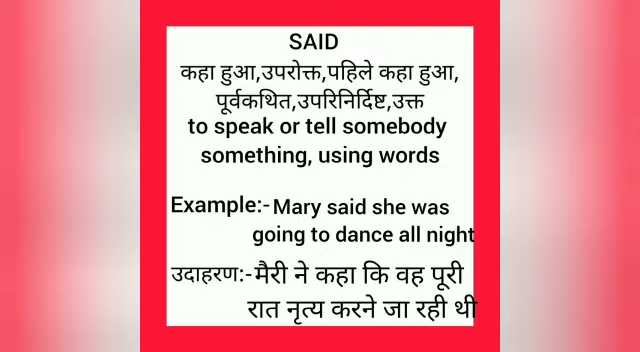 SAID
कहा हुआ,उपरोक्त,पहिले कहा हुआ,
पूर्वकथित,उपरिनिर्दिष्ट,उक्त
to speak or tell somebody
something, using words
Example:-Mary said she was
going to dance all night
उदाहरण:-मैरी ने कहा कि वह पूरी
रात नृत्य करने जा रही थी